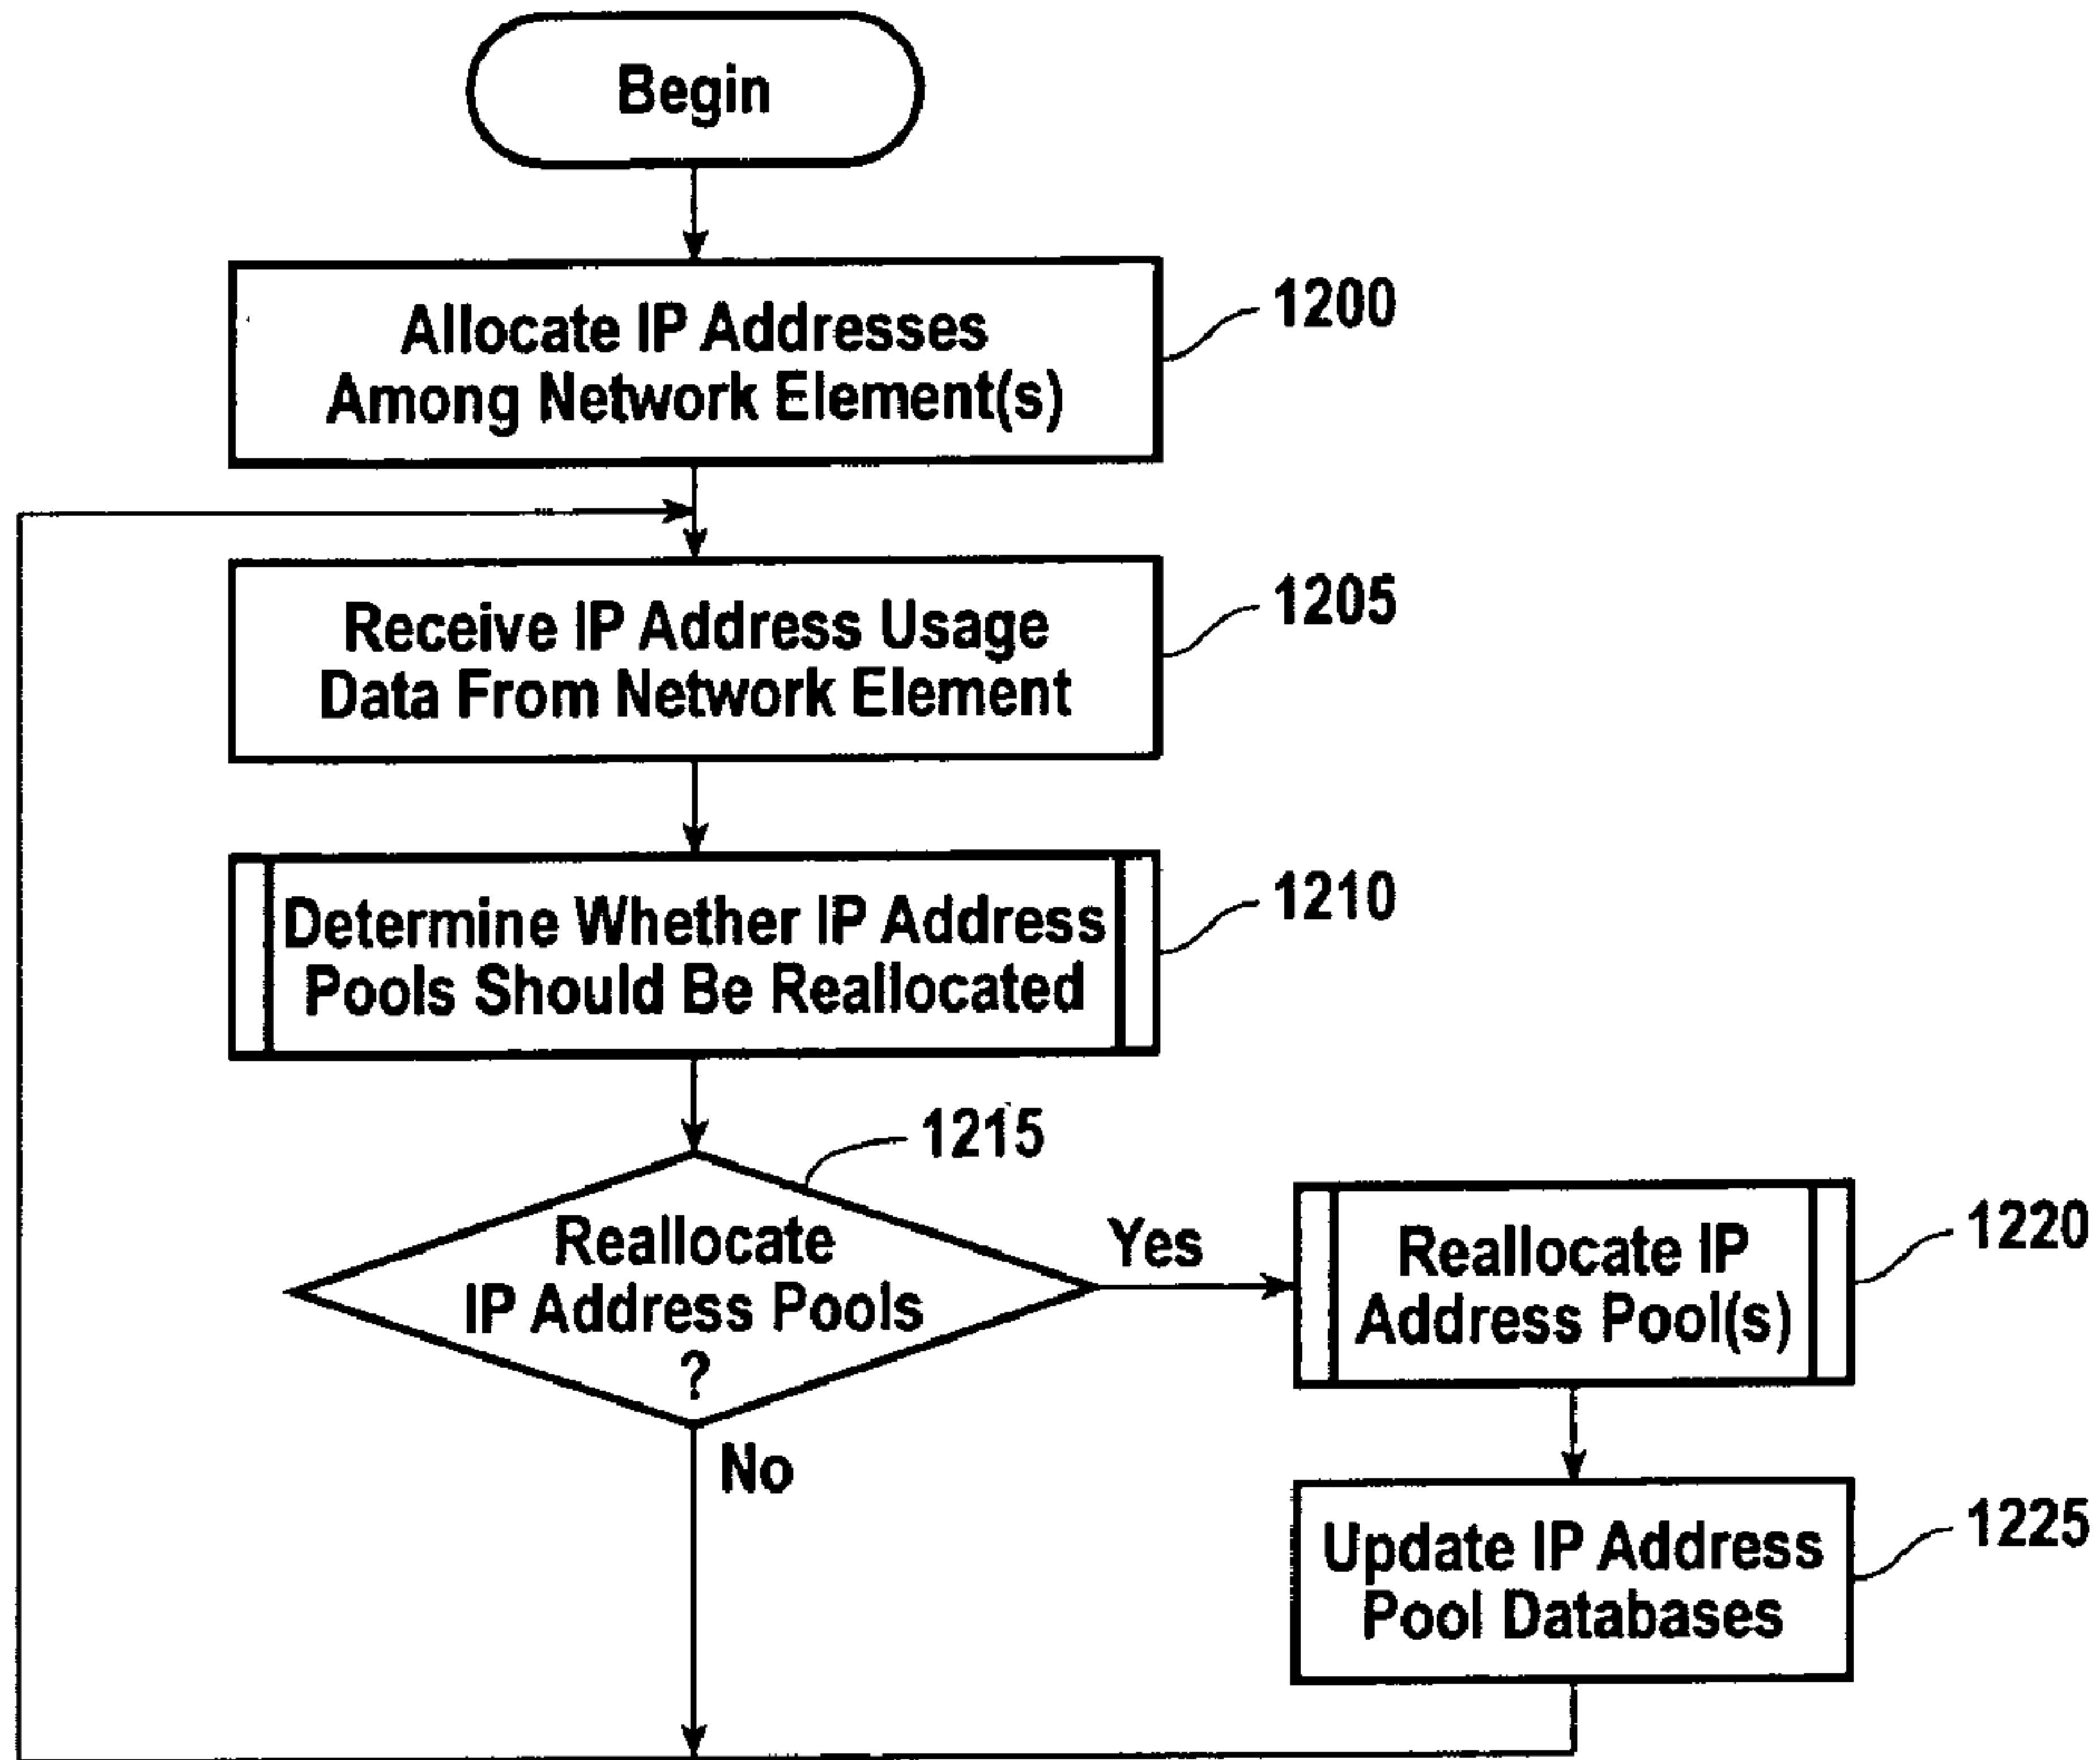 Begin
Allocate IP Addresses
Among Network Element(s)
1200
Receive IP Address Usage
Data From Network Element
1205
Determine Whether IP Address
Pools Should Be Reallocated
1210
1215
Reallocate
IP Address Pools
?
Yes
No
Reallocate IP
Address Pool(s)
1220
Update IP Address
Pool Databases
1225